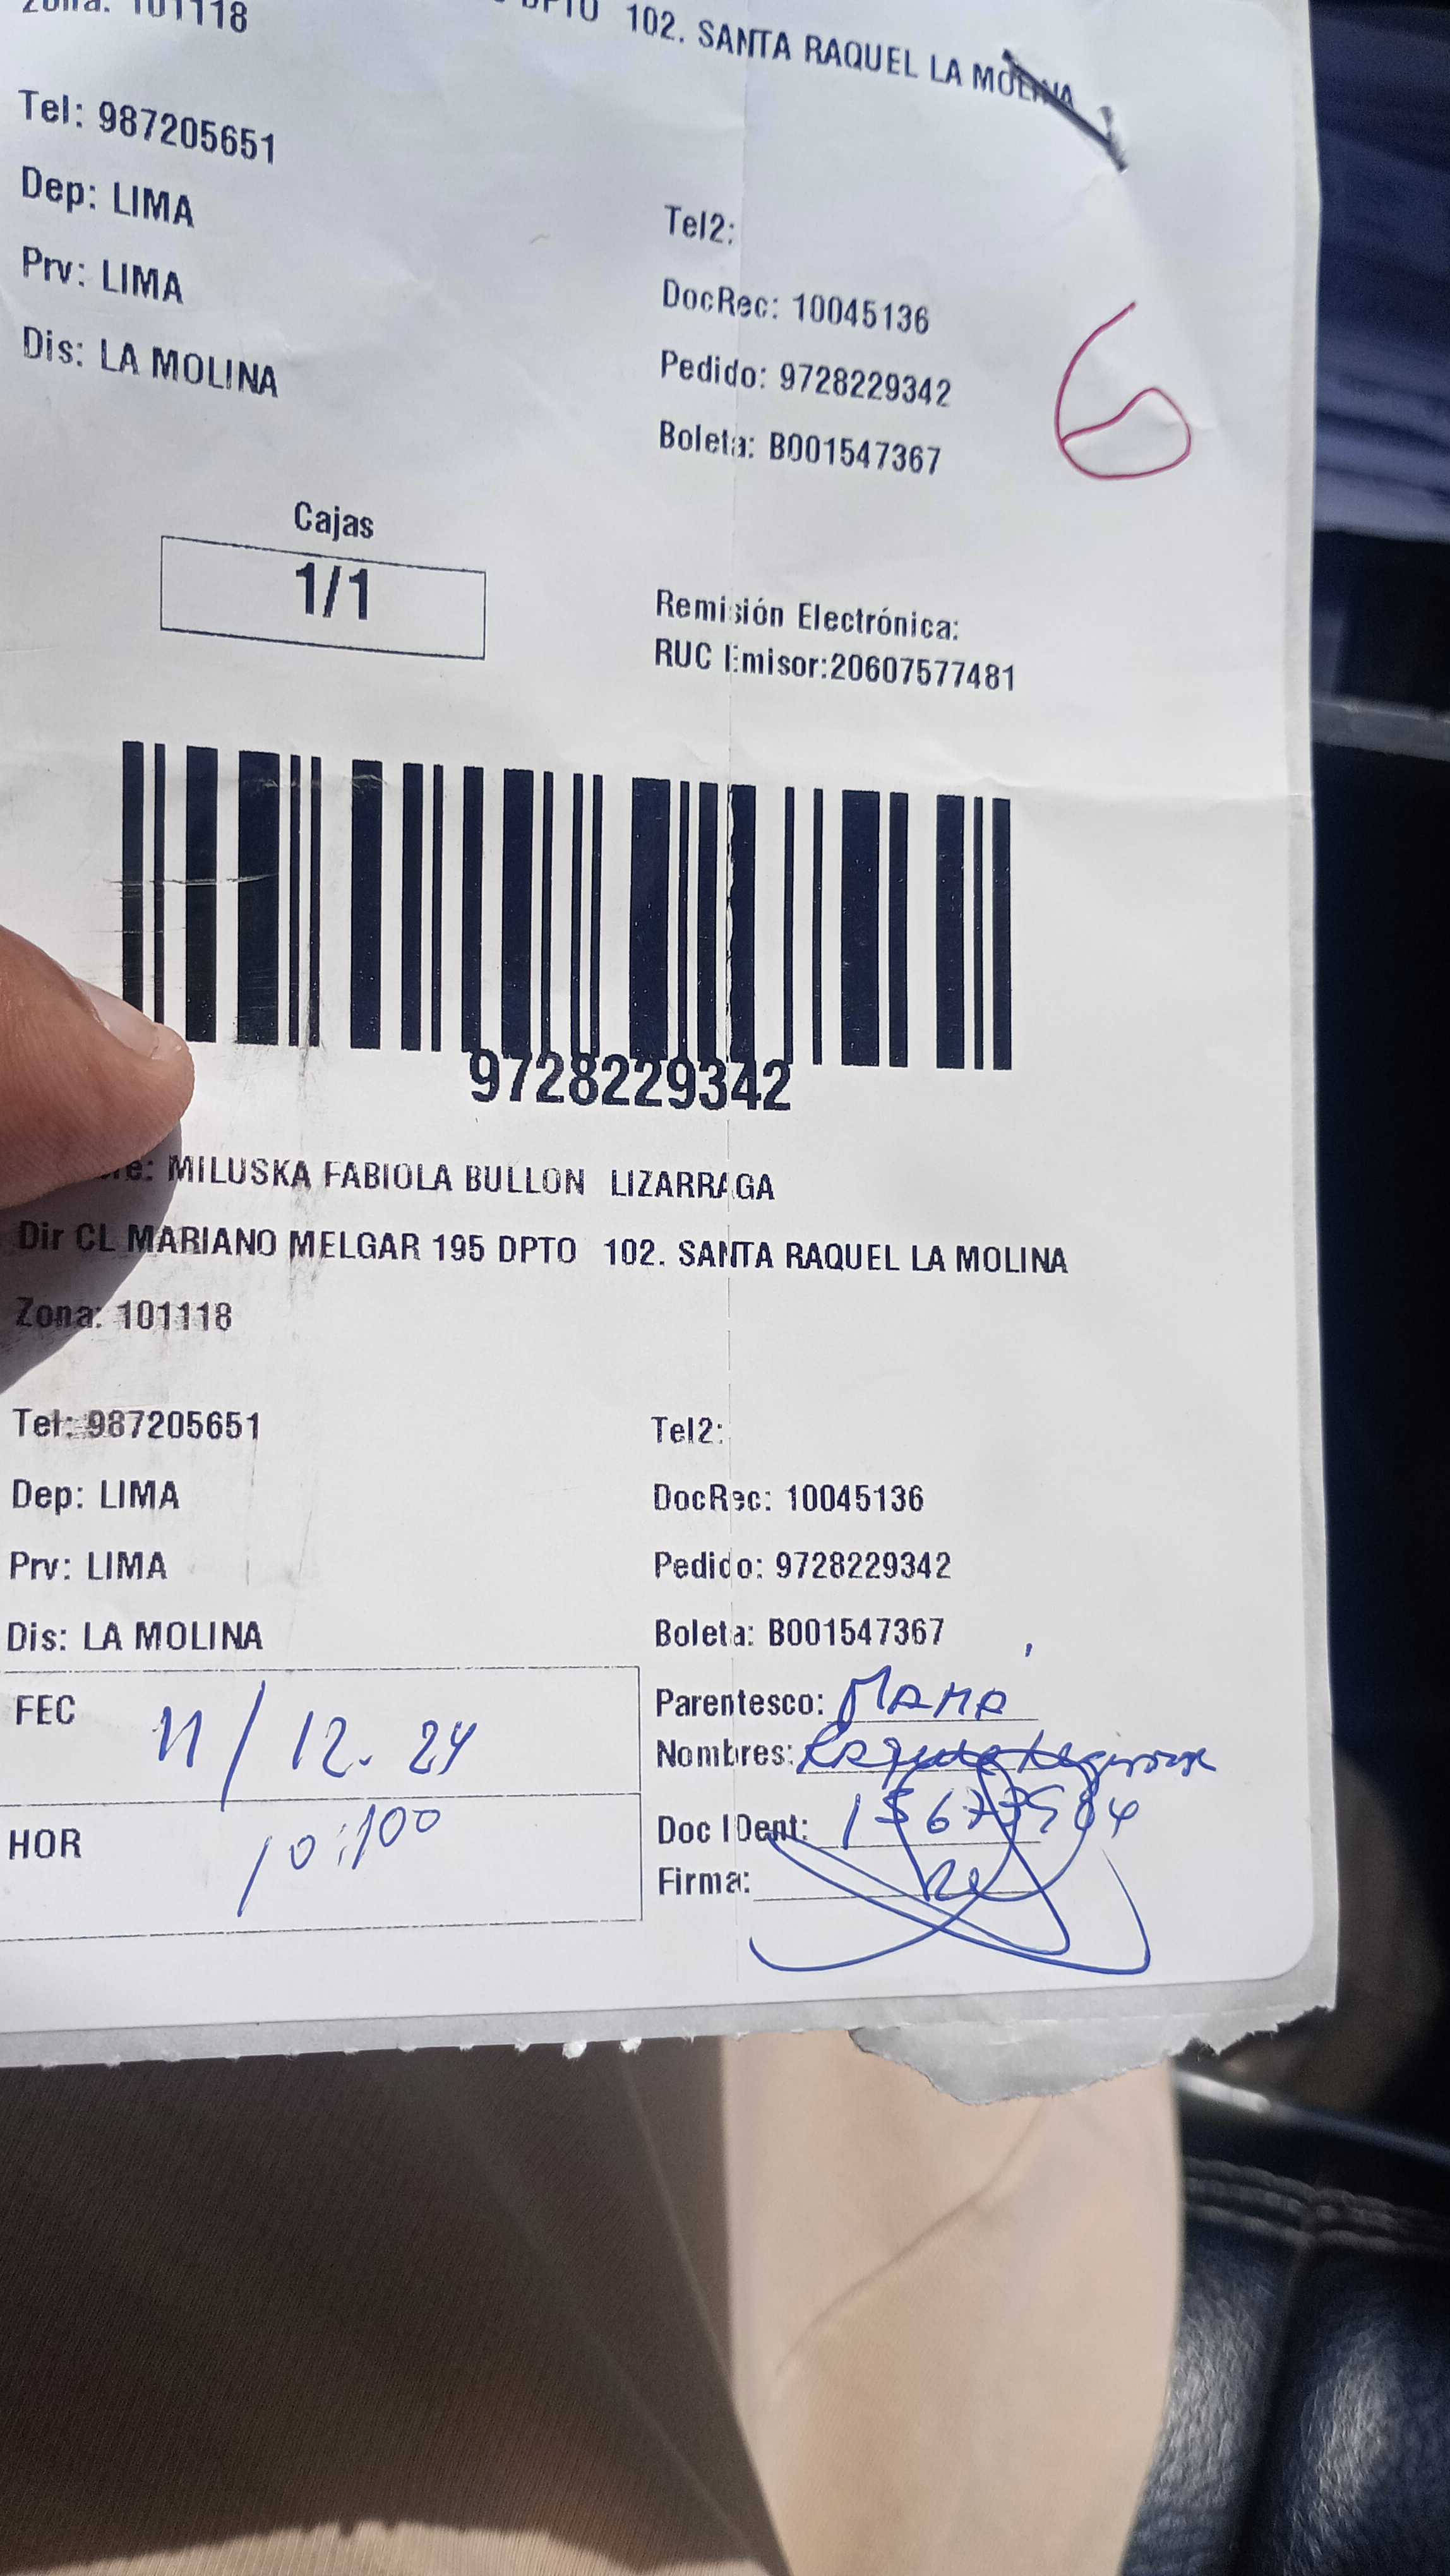 Zona: 101118
DPTO 102. SANTA RAQUEL LA MOLINA
Tel: 987205651
Dep: LIMA
Tel2:
Prv: LIMA
DocRec: 10045136
Dis: LA MOLINA
Pedido: 9728229342
Boleta: B001547367
6
Cajas
1/1
Remisión Electrónica:
RUC Emisor:20607577481
9728229342
MILUSKA FABIOLA BULLON LIZARRAGA
Dir CL MARIANO MELGAR 195 DPTO 102. SANTA RAQUEL LA MOLINA
Zona: 101118
Tel: 987205651
Tel2:
Dep: LIMA
DocRec: 10045136
Prv: LIMA
Pedido: 9728229342
Dis: LA MOLINA
Boleta: B001547367
FEC 11/12.24
Parentesco: MAMA
Nombres:
HOR 10:100
Doc IDent:
Firma: